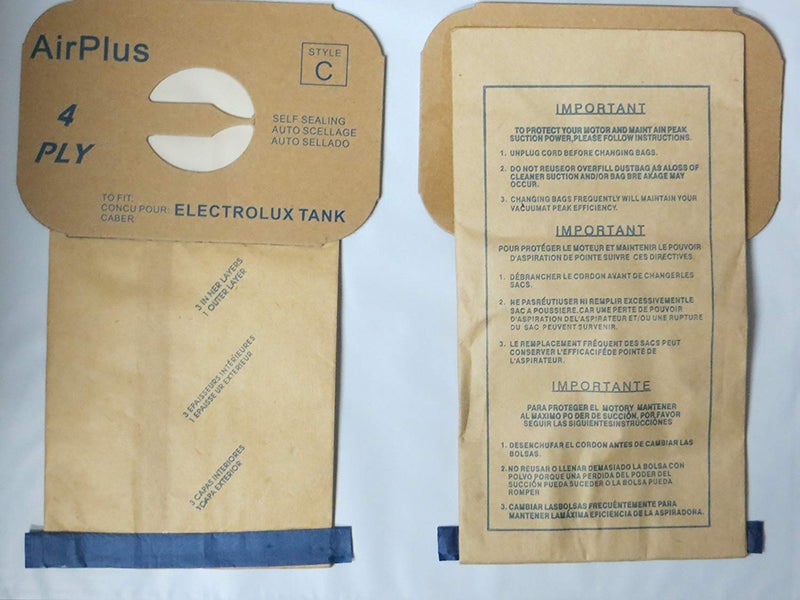 AirPlus
STYLE
C
4
PLY
SELF SEALING
AUTO SCELLAGE
AUTO SELLADO
TO FIT:
CONCU POUR:
CABER
ELECTROLUX TANK
3 IN NER LAYERS
1 OUTER LAYER
3 EPAISSEURS INTÉRIEURES
1 EPAISSE UR EXTERIEUR
3 CAPAS INTERIORES
1CAPA EXTERIOR
IMPORTANT
TO PROTECT YOUR MOTOR AND MAINT AIN PEAK
SUCTION POWER,PLEASE FOLLOW INSTRUCTIONS.
1. UNPLUG CORD BEFORE CHANGING BAGS.
2. DO NOT REUSEOR OVERFILL DUSTBAG AS ALOSS OF
CLEANER SUCTION AND/OR BAG BRE AKAGE MAY
OCCUR.
3. CHANGING BAGS FREQUENTLY WILL MAINTAIN YOUR
VACUUMAT PEAK EFFICIENCY.
IMPORTANT
POUR PROTÉGER LE MOTEUR ET MAINTENIR LE POUVOIR
D'ASPIRATION DE POINTE SUIVRE CES DIRECTIVES.
1. DÉBRANCHER LE CORDON AVANT DE CHANGERLES
SACS.
2. NE PASRÉUTIUSER NI REMPLIR EXCESSIVEMENTLE
SAC A POUSSIERE.CAR UNE PERTE DE POUVOIR
D'ASPIRATION DEL'ASPIRATEUR ET/OU UNE RUPTURE
DU SAC PEUVENT SURVENIR.
3. LE REMPLACEMENT FRÉQUENT DES SACS PEUT
CONSERVER L'EFFICACIFÉDE POINTE DE
L'ASPIRATEUR.
IMPORTANTE
PARA PROTEGER EL MOTORY MANTENER
AL MAXIMO PO DER DE SUCCIÓN, POR FAVOR
SEGUIR LAS SIGUIENTESINSTRUCCIÓNES
1. DESENCHUFAR EL CORDON ANTES DE CAMBIAR LAS
BOLSAS.
2. NO REUSAR O LLENAR DEMASIADO LA BOLSA CON
POLVO PORQUE UNA PERDIDA DEL PODER DEL
SUCCIÓN PUEDA SUCEDER O LA BOLSA PUEDA
ROMPER
3. CAMBIAR LASBOLSAS FRECUÉNTEMENTE PARA
MANTENER LAMÁXIMA EFICIENCIA DE LA ASPIRADORA.